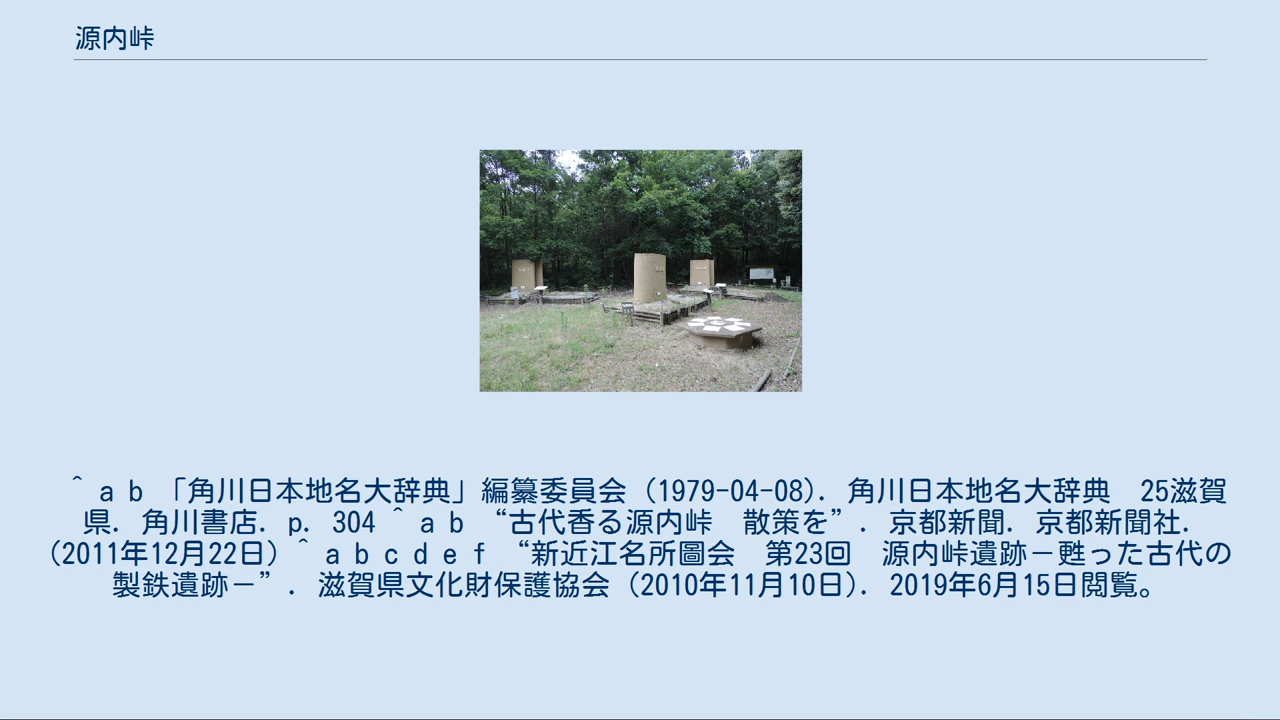 源内峠
^ a b 「角川日本地名大辞典」編纂委員会（1979-04-08）．角川日本地名大辞典　25滋賀
県．角川書店．p. 304 ^ a b “古代香る源内峠　散策を”．京都新聞．京都新聞社．
（2011年12月22日）^ a b c d e f “新近江名所圖会　第23回　源内峠遺跡－甦った古代の
製鉄遺跡－”．滋賀県文化財保護協会（2010年11月10日）．2019年6月15日閲覧。